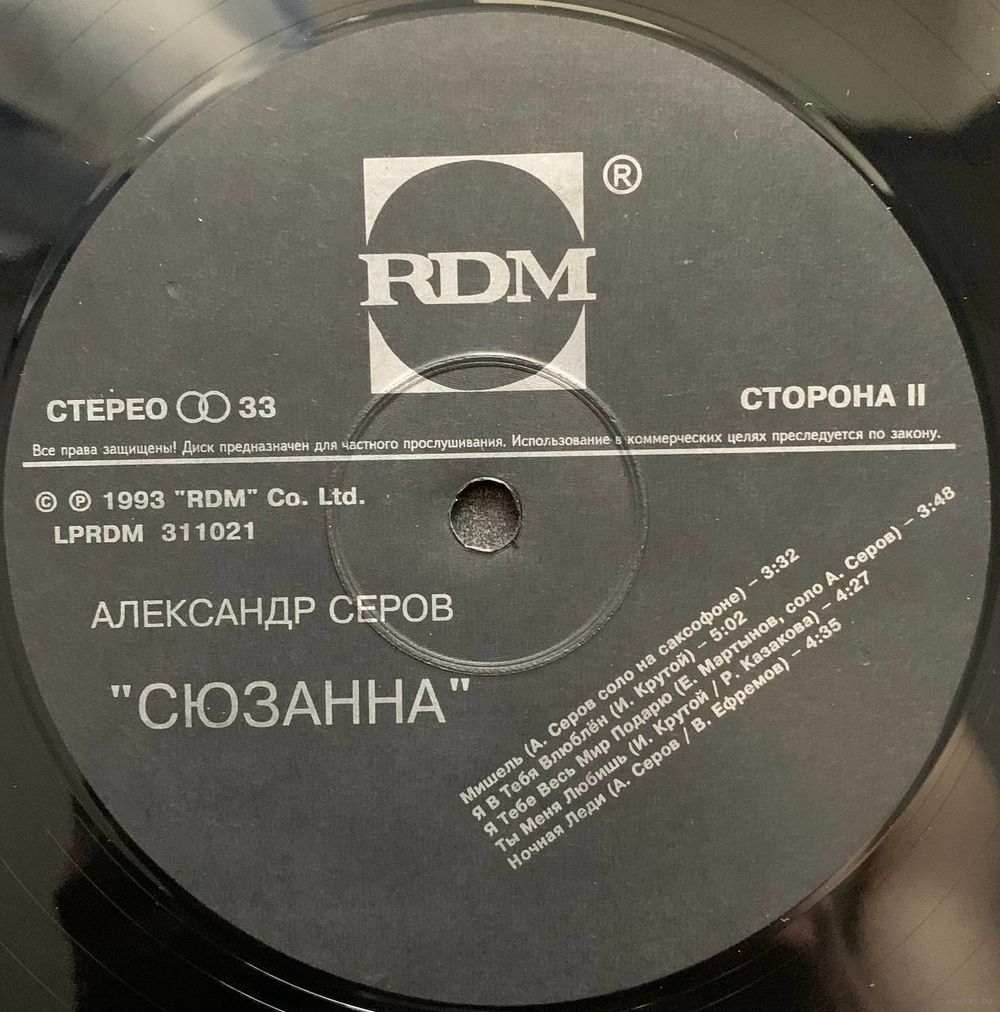 ®
RDM
СТЕРЕО 33
СТОРОНА II
Все права защищены! Диск предназначен для частного прослушивания. Использование в коммерческих целях преследуется по закону.
© ℗ 1993 "RDM" Co. Ltd.
LPRDM 311021
АЛЕКСАНДР СЕРОВ
"СЮЗАННА"
Мишель (А. Серов соло на саксофоне) – 3:32
Я В Тебя Влюблён (И. Крутой) – 5:02
Я Тебе Весь Мир Подарю (Е. Мартынов, соло А. Серов) – 3:48
Ты Меня Любишь (И. Крутой / Р. Казакова) – 4:27
Ночная Леди (А. Серов / В. Ефремов) – 4:35
www.ay.by